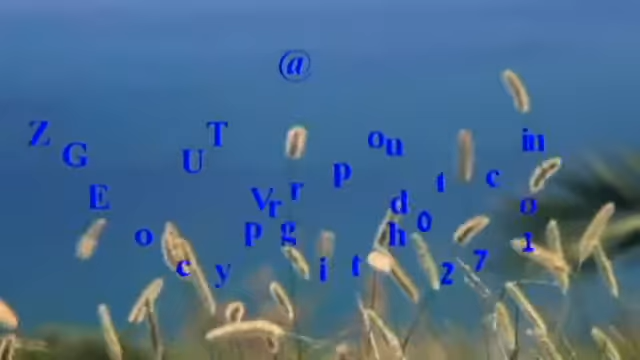 @
Z T ou in
G U p t c
E V r r d o
o p g h 0 1
c y i t 2 7